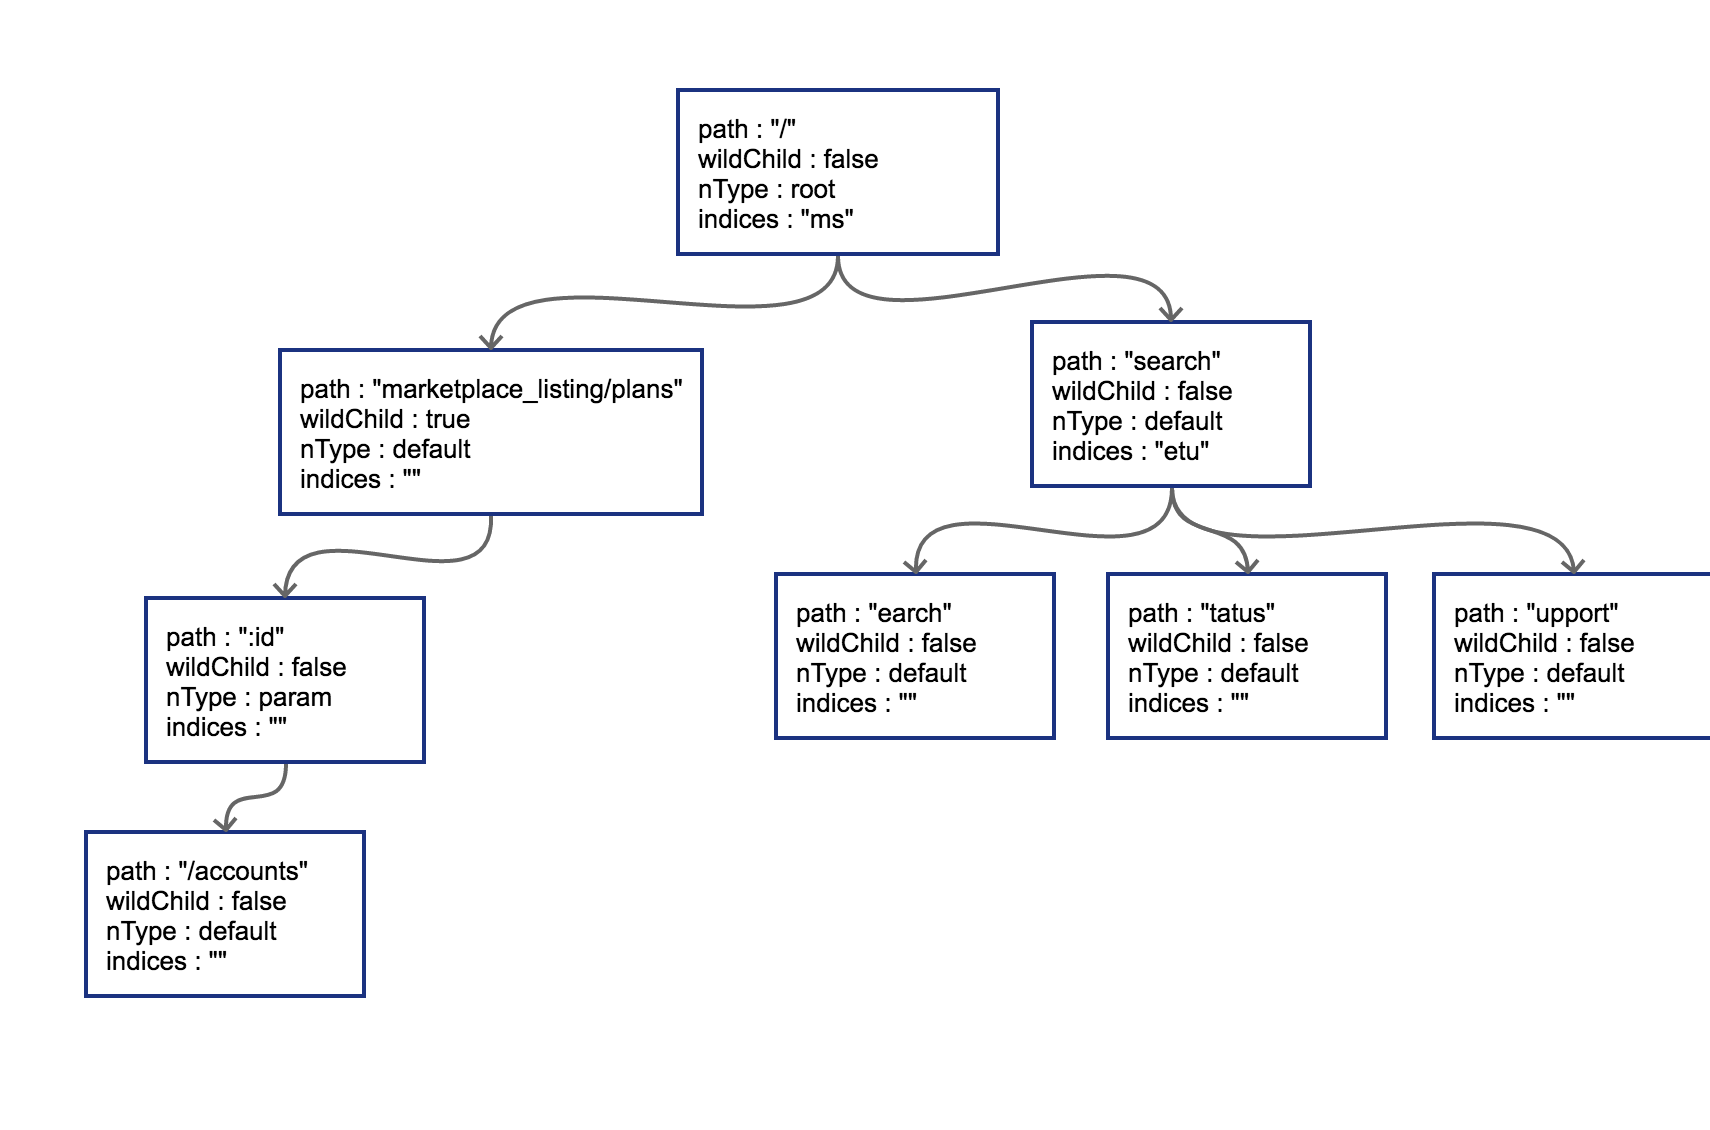 path : "/"
wildChild : false
nType : root
indices : "ms"
path : "marketplace_listing/plans"
wildChild : true
nType : default
indices : ""
path : "search"
wildChild : false
nType : default
indices : "etu"
path : ":id"
wildChild : false
nType : param
indices : ""
path : "earch"
wildChild : false
nType : default
indices : ""
path : "tatus"
wildChild : false
nType : default
indices : ""
path : "upport"
wildChild : false
nType : default
indices : ""
path : "/accounts"
wildChild : false
nType : default
indices : ""